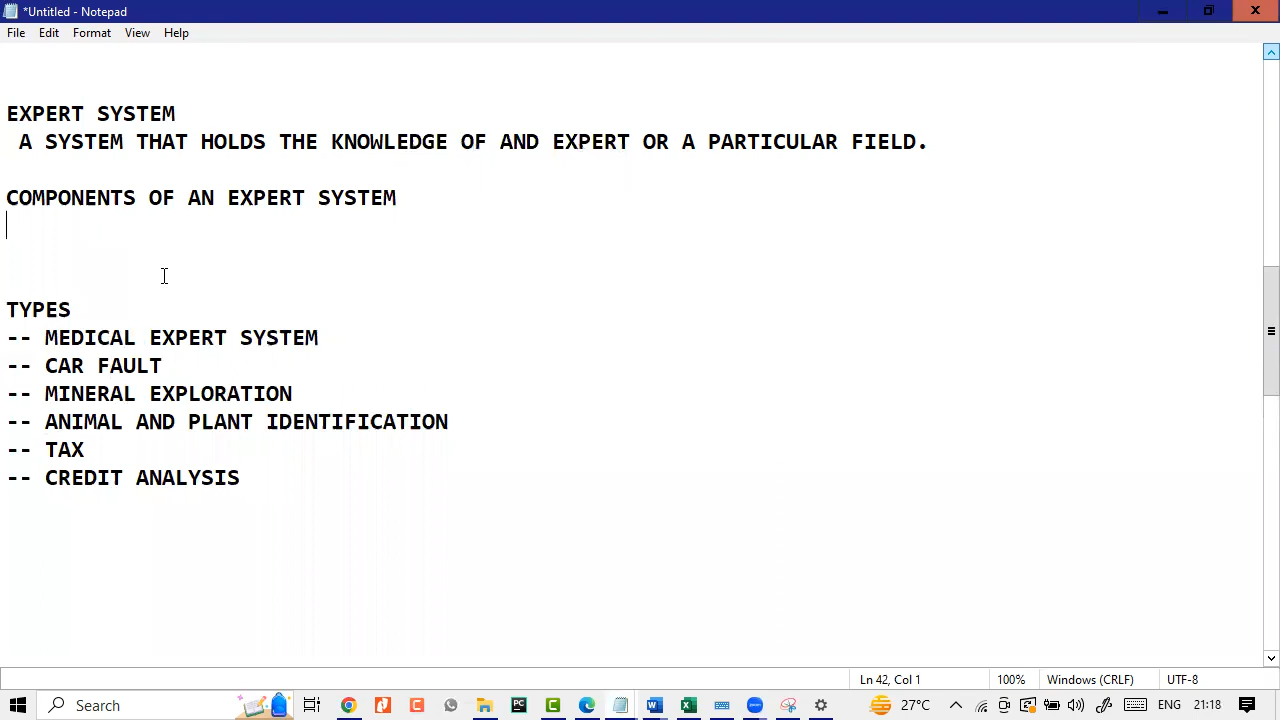 *Untitled - Notepad
File Edit Format View Help
EXPERT SYSTEM
A SYSTEM THAT HOLDS THE KNOWLEDGE OF AND EXPERT OR A PARTICULAR FIELD.
COMPONENTS OF AN EXPERT SYSTEM
TYPES
-- MEDICAL EXPERT SYSTEM
-- CAR FAULT
-- MINERAL EXPLORATION
-- ANIMAL AND PLANT IDENTIFICATION
-- TAX
-- CREDIT ANALYSIS
Ln 42, Col 1 100% Windows (CRLF) UTF-8
Search 27°C ENG 21:18